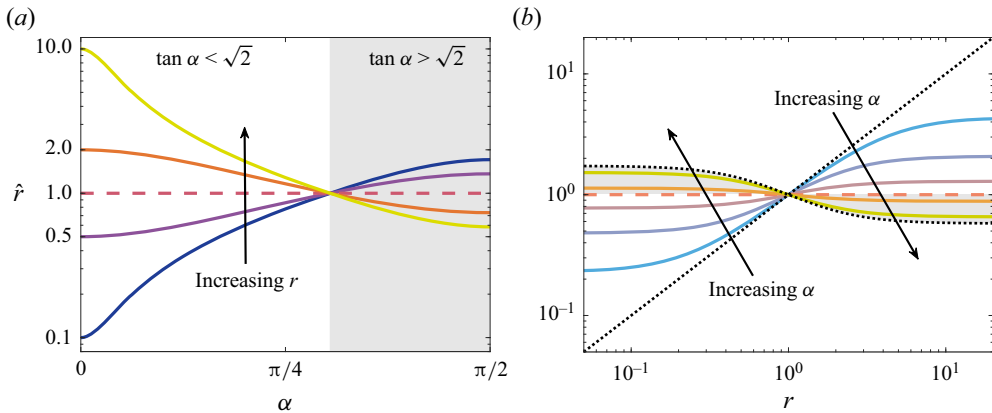 (a)
tan α < √2
tan α > √2
10.0
2.0
1.0
0.5
0.1
r̂
Increasing r
0
π/4
π/2
α
(b)
10¹
10⁰
10⁻¹
Increasing α
Increasing α
10⁻¹
10⁰
10¹
r